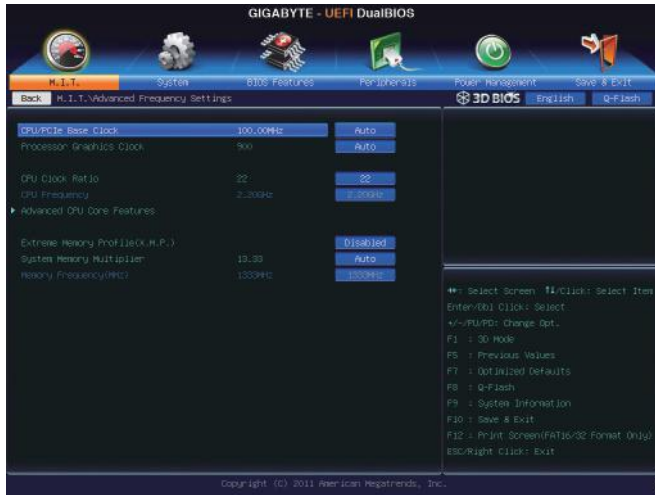 GIGABYTE - UEFI DualBIOS
M.I.T. System BIOS Features Peripherals Power Management Save & Exit
Back M.I.T.\Advanced Frequency Settings 3D BIOS English Q-Flash
CPU/PCIe Base Clock 100.00MHz Auto
Processor Graphics Clock 900 Auto
CPU Clock Ratio 22 22
CPU Frequency 2.20GHz 2.20GHz
Advanced CPU Core Features
Extreme Memory Profile(X.M.P.) Disabled
System Memory Multiplier 13.33 Auto
Memory Frequency(MHz) 1333MHz 1333MHz
: Select Screen ↑↓/Click: Select Item
Enter/Dbl Click: Select
+/-/PU/PD: Change Opt.
F1 : 3D Mode
F5 : Previous Values
F7 : Optimized Defaults
F8 : Q-Flash
F9 : System Information
F10 : Save & Exit
F12 : Print Screen(FAT16/32 Format Only)
ESC/Right Click: Exit
Copyright (C) 2011 American Megatrends, Inc.